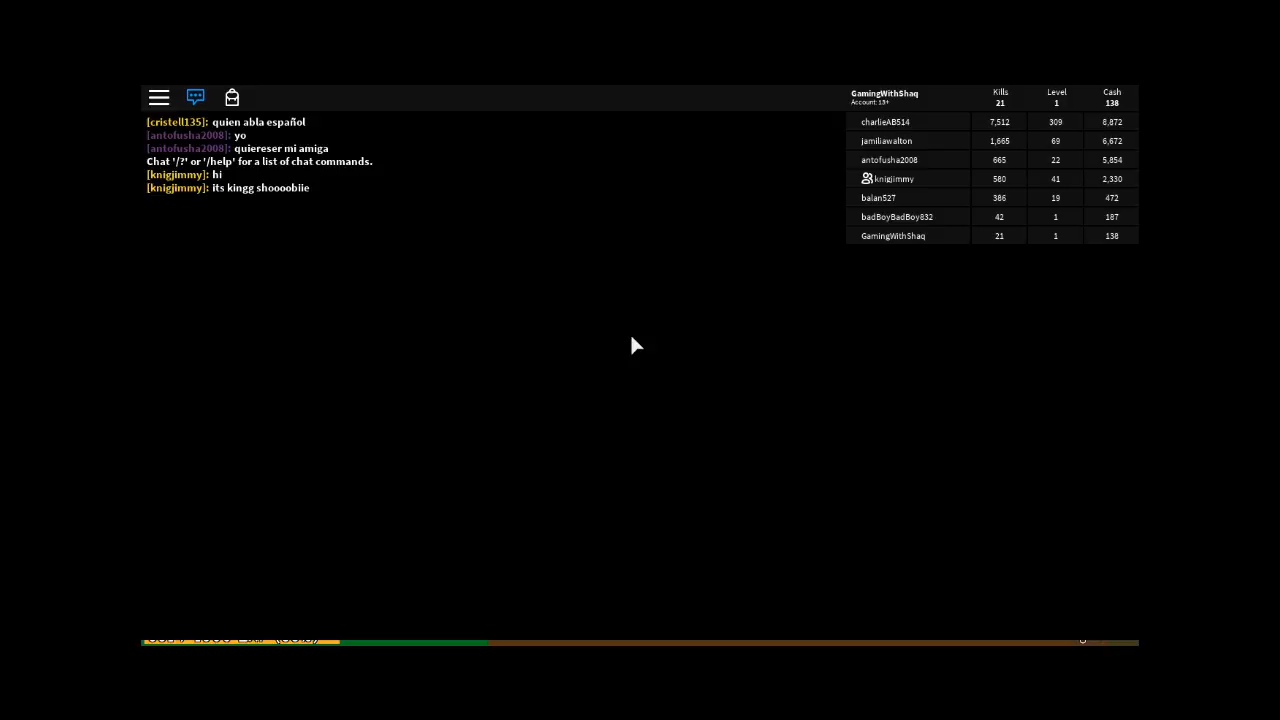 GamingWithShaq
Account: 13+
Kills Level Cash
21 1 138
[cristell135]: quien abla español
[antofusha2008]: yo
[antofusha2008]: quiereser mi amiga
Chat '/?' or '/help' for a list of chat commands.
[knigjimmy]: hi
[knigjimmy]: its kingg shoooobiie
charlieAB514 7,512 309 8,872
jamiliawalton 1,665 69 6,672
antofusha2008 665 22 5,854
knigjimmy 580 41 2,330
balan527 386 19 472
badBoyBadBoy832 42 1 187
GamingWithShaq 21 1 138